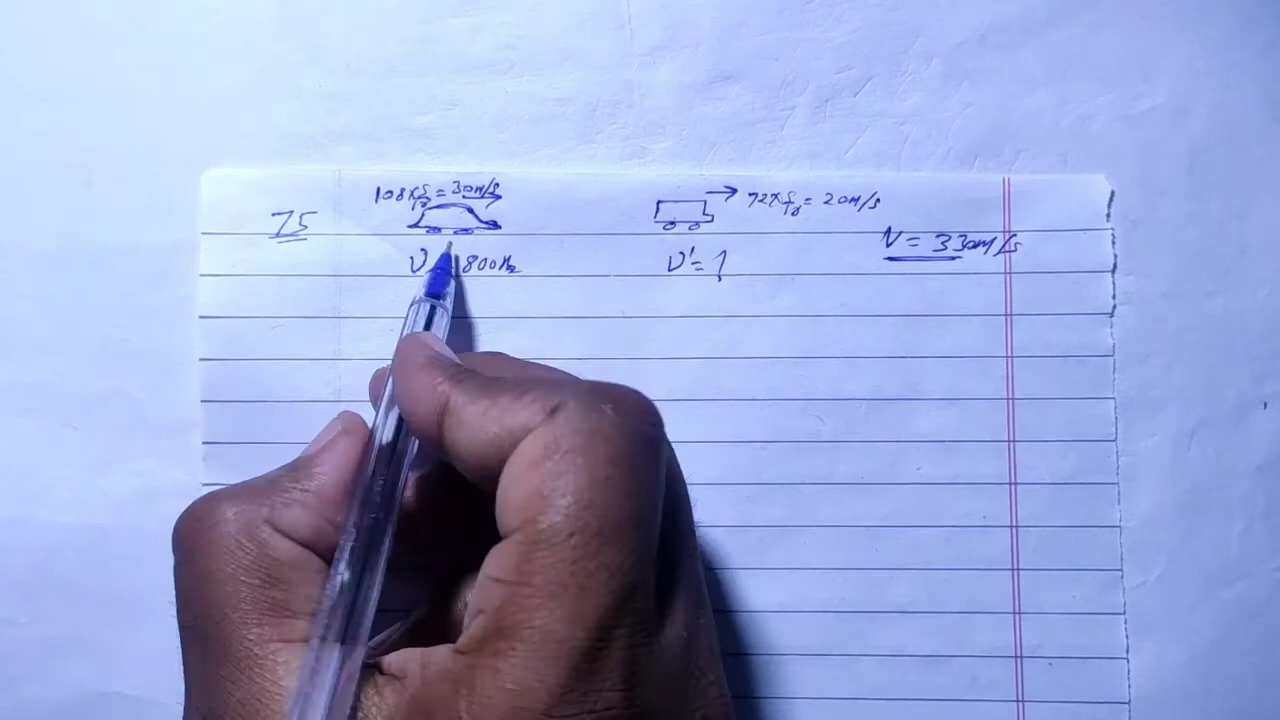 75
108 × 5/18 = 30m/s
72 × 5/18 = 20m/s
V = 330m/s
ν 800Hz
ν' = ?